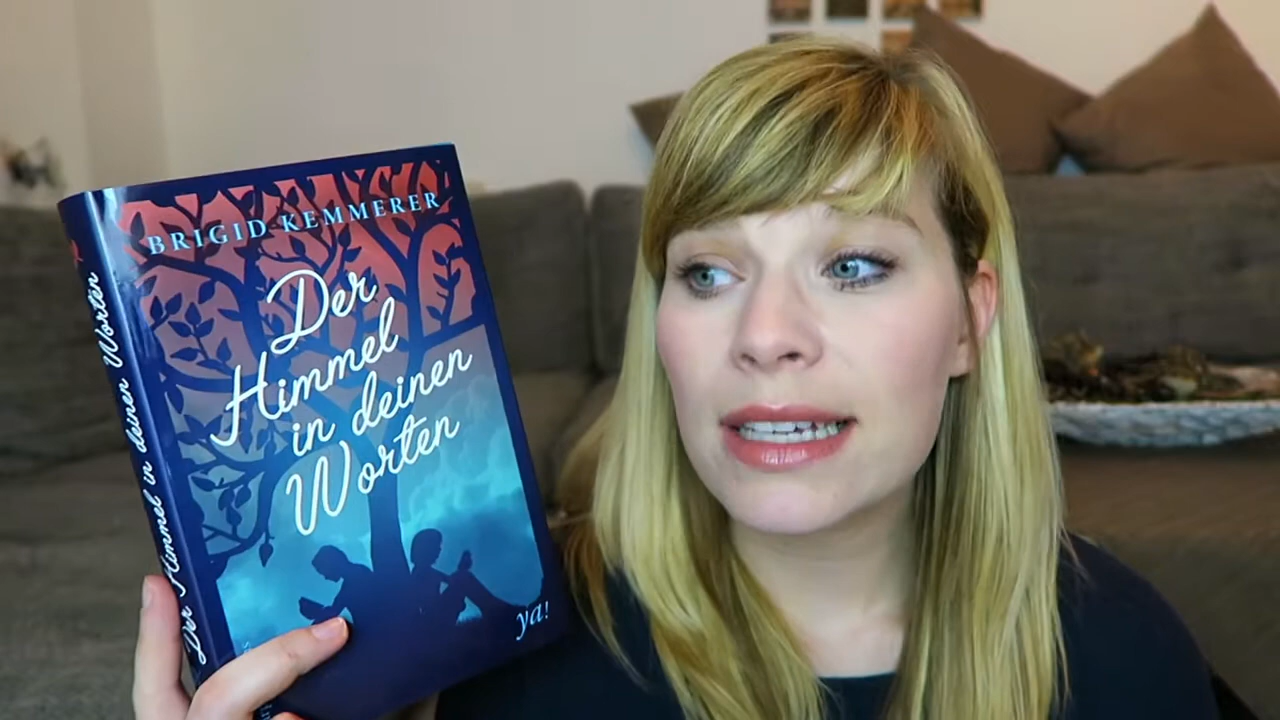 BRIGID KEMMERER
Der
Himmel
in deinen
Worten
ya!
Der Himmel in deinen Worten